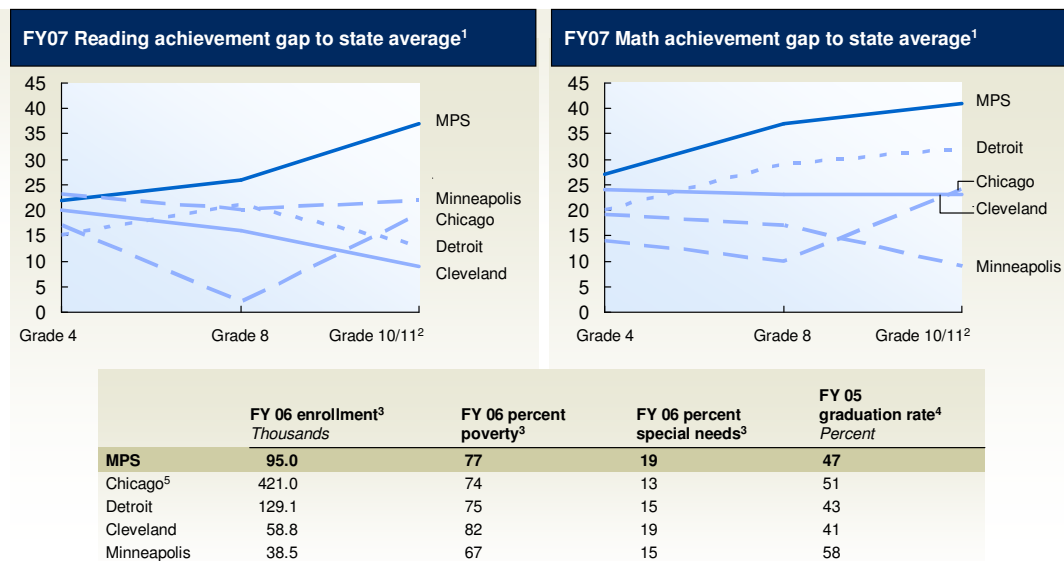 FY07 Reading achievement gap to state average1
45
40
35
30
25
20
15
10
5
0
MPS
Minneapolis
Chicago
Detroit
Cleveland
Grade 4 Grade 8 Grade 10/112
FY07 Math achievement gap to state average1
45
40
35
30
25
20
15
10
5
0
MPS
Detroit
Chicago
Cleveland
Minneapolis
Grade 4 Grade 8 Grade 10/112
FY 06 enrollment3
Thousands
FY 06 percent
poverty3
FY 06 percent
special needs3
FY 05
graduation rate4
Percent
MPS 95.0 77 19 47
Chicago5 421.0 74 13 51
Detroit 129.1 75 15 43
Cleveland 58.8 82 19 41
Minneapolis 38.5 67 15 58